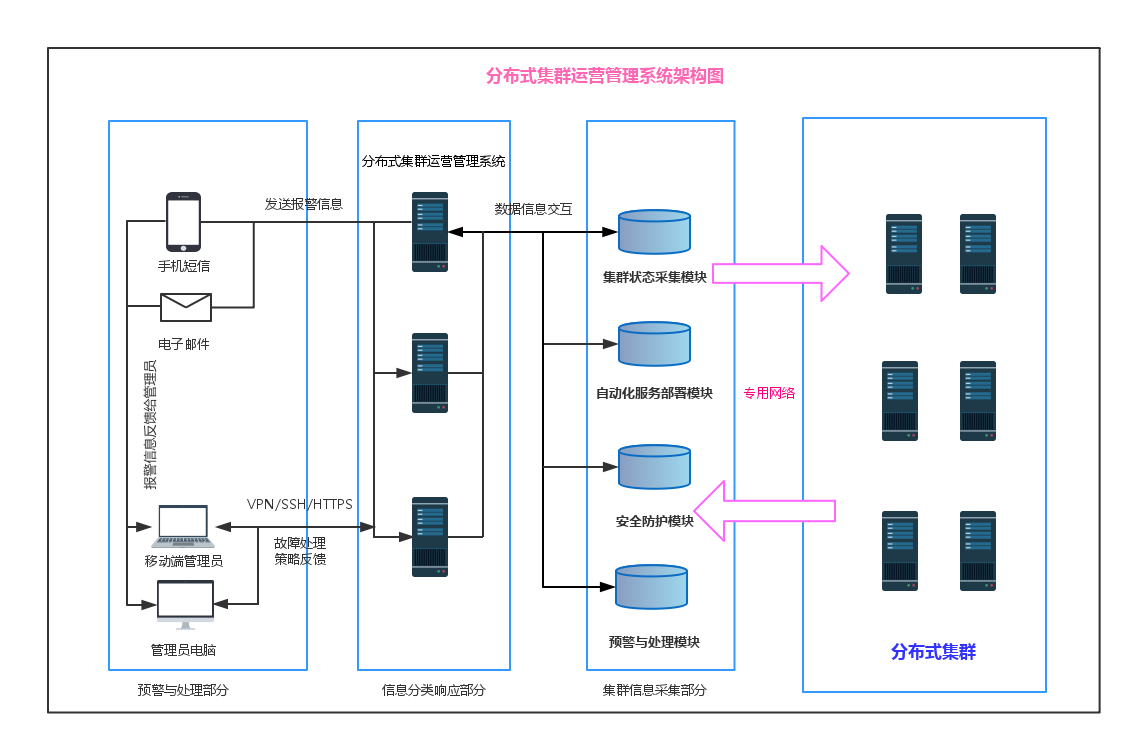 分布式集群运营管理系统架构图
分布式集群运营管理系统
发送报警信息
数据信息交互
手机短信
集群状态采集模块
电子邮件
报警信息反馈给管理员
自动化服务部署模块
专用网络
VPN/SSH/HTTPS
安全防护模块
故障处理
策略反馈
移动端管理员
管理员电脑
预警与处理模块
分布式集群
预警与处理部分
信息分类响应部分
集群信息采集部分